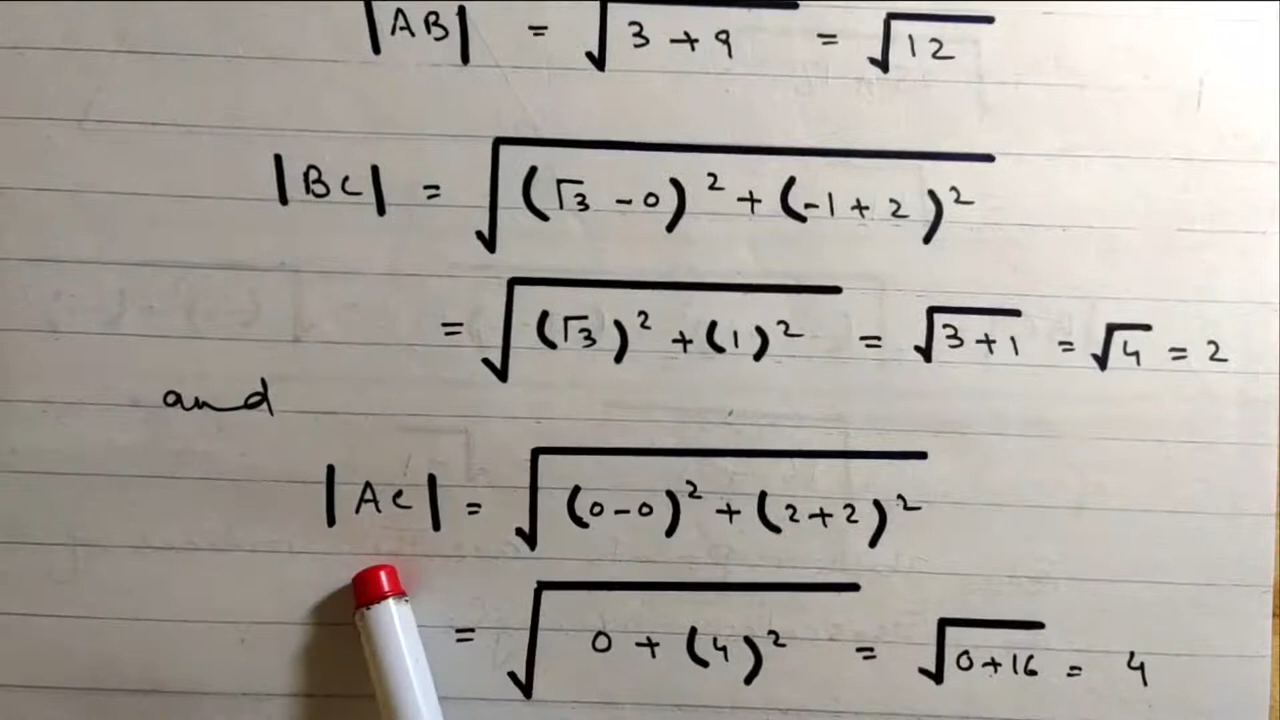 |AB| = √3 + 9 = √12
|BC| = √(√3 - 0)² + (-1 + 2)²
= √(√3)² + (1)² = √3 + 1 = √4 = 2
and
|AC| = √(0-0)² + (2+2)²
= √0 + (4)² = √0+16 = 4